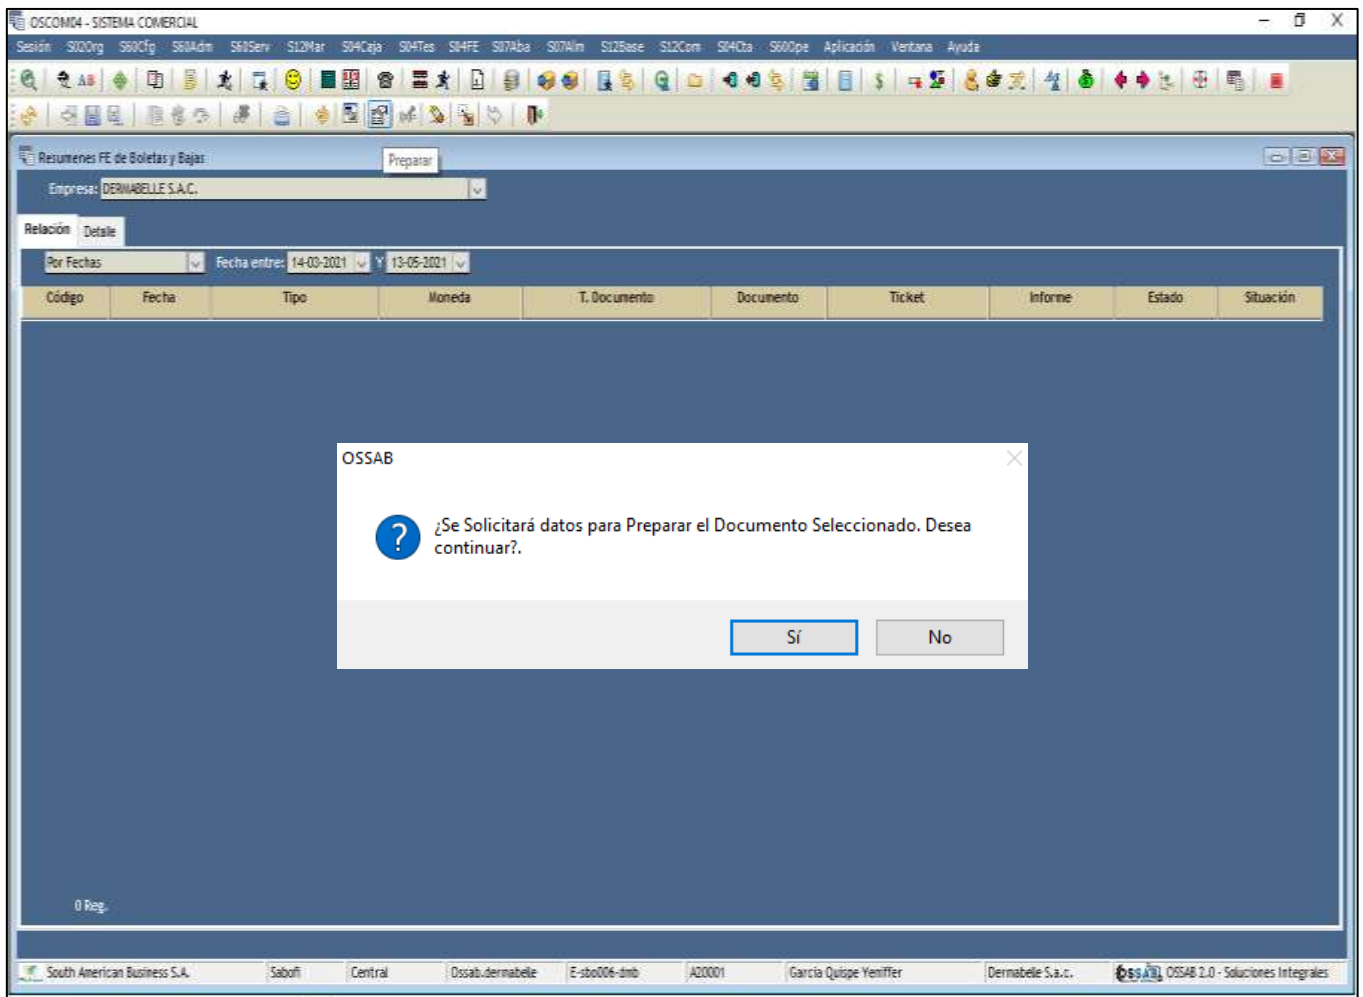 OSCOM04 - SISTEMA COMERCIAL
Sesión S02Org S60Cfg S60Adm S60Serv S12Mar S04Caja S04Tes S04FE S07Aba S07Alm S12Base S12Com S04Cta S60Ope Aplicación Ventana Ayuda
Resumenes FE de Boletas y Bajas
Preparar
Empresa: DERMABELLE S.A.C.
Relación Detalle
Por Fechas Fecha entre: 14-03-2021 Y 13-05-2021
Código Fecha Tipo Moneda T. Documento Documento Ticket Informe Estado Situación
OSSAB
¿Se Solicitará datos para Preparar el Documento Seleccionado. Desea
continuar?.
Sí No
0 Reg.
South American Business S.A. Sabofi Central Ossab.dermabelle E-sbo006-dmb A20001 Garcia Quispe Yeniffer Dermabelle S.a.c. OSSAB OSSAB 2.0 - Soluciones Integrales